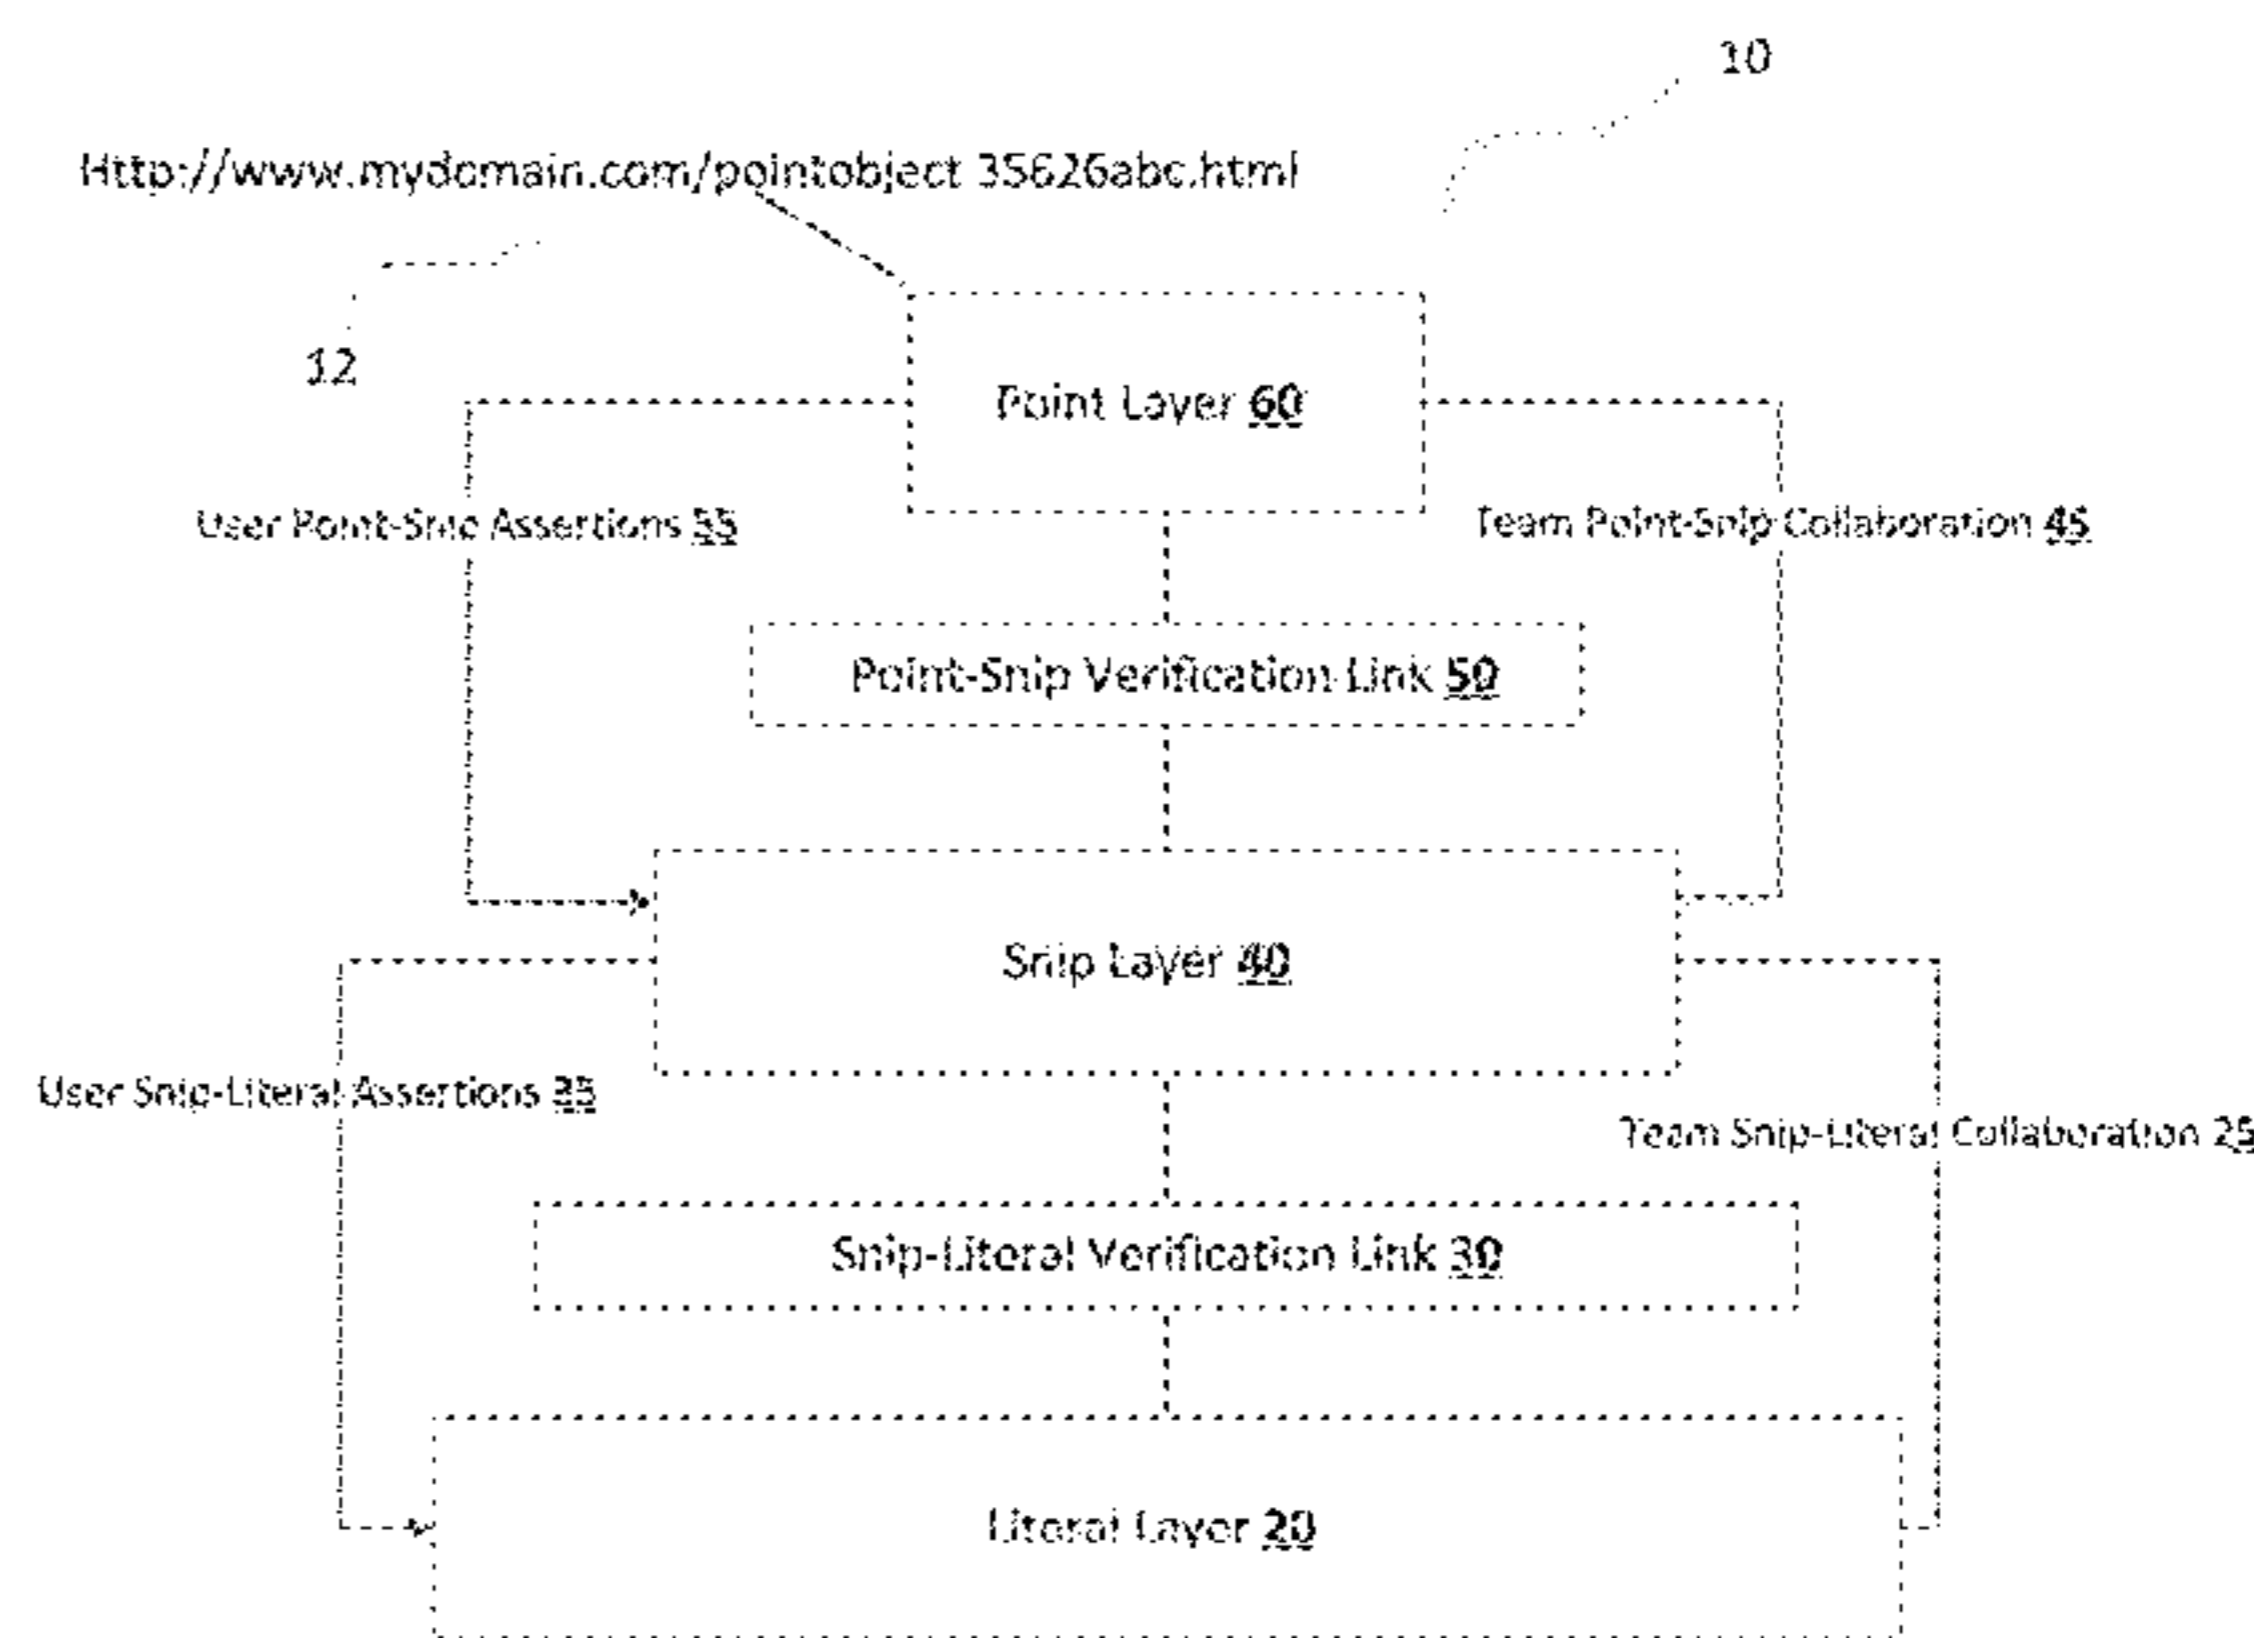 10
Http://www.mydomain.com/pointobject 35626abc.html
12
Point Layer 60
User Point-Snip Assertions 55
Team Point-Snip Collaboration 45
Point-Snip Verification Link 50
Snip Layer 40
User Snip-Literal Assertions 35
Team Snip-Literal Collaboration 25
Snip-Literal Verification Link 30
Literal Layer 20